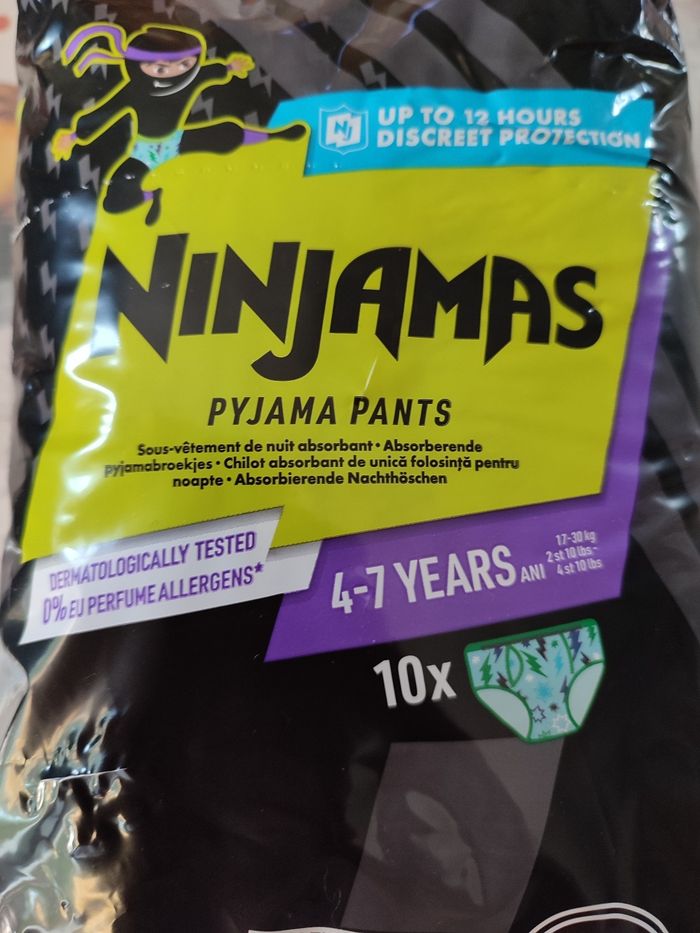 UP TO 12 HOURS
DISCREET PROTECTION
NINJAMAS
PYJAMA PANTS
Sous-vêtement de nuit absorbant • Absorberende
pyjamabroekjes • Chilot absorbant de unică folosință pentru
noapte • Absorbierende Nachthöschen
DERMATOLOGICALLY TESTED
0% EU PERFUME ALLERGENS*
4-7 YEARS ANI
17-30 kg
2 st 10 lbs -
4 st 10 lbs
10x